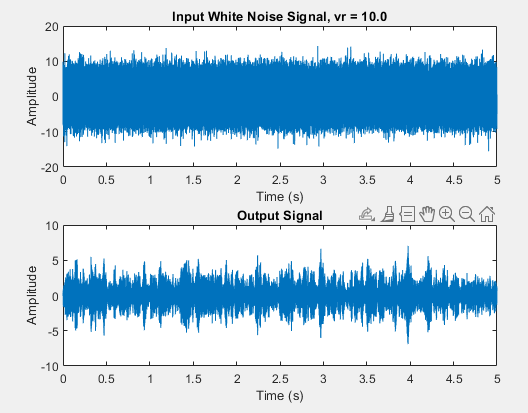 Input White Noise Signal, vr = 10.0
20
10
0
-10
-20
Amplitude
0 0.5 1 1.5 2 2.5 3 3.5 4 4.5 5
Time (s)
Output Signal
10
5
0
-5
-10
Amplitude
0 0.5 1 1.5 2 2.5 3 3.5 4 4.5 5
Time (s)